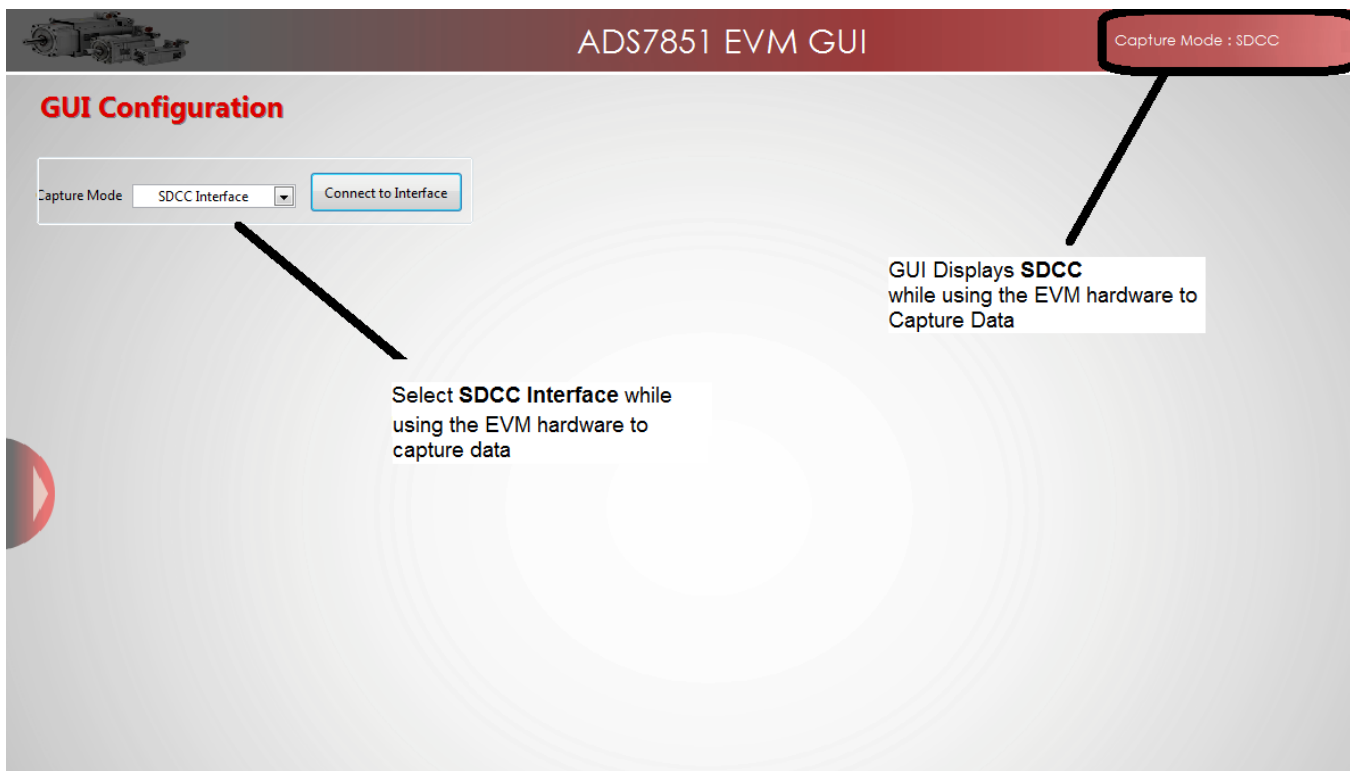 ADS7851 EVM GUI
Capture Mode : SDCC
GUI Configuration
Capture Mode
SDCC Interface
Connect to Interface
GUI Displays SDCC
while using the EVM hardware to
Capture Data
Select SDCC Interface while
using the EVM hardware to
capture data